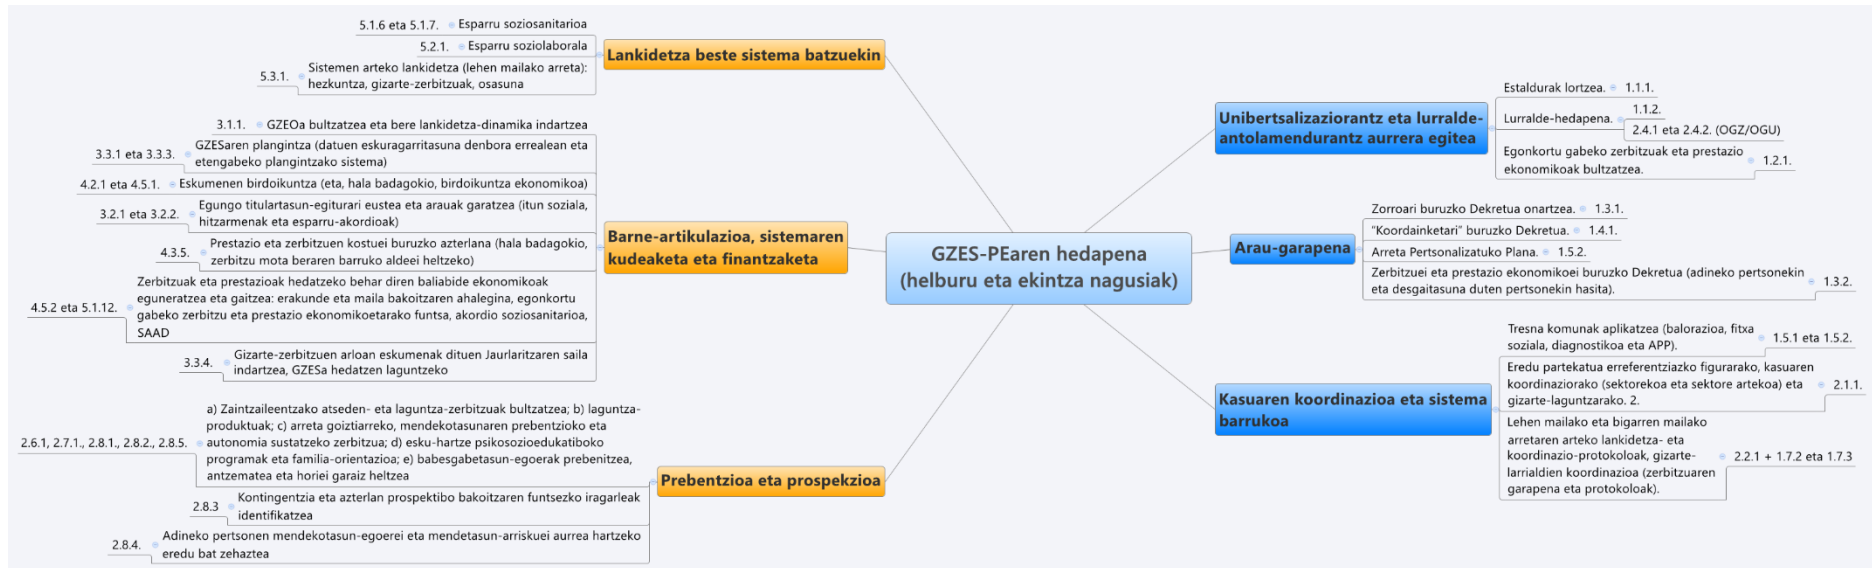 GZES-PEaren hedapena
(helburu eta ekintza nagusiak)
Lankidetza beste sistema batzuekin
5.1.6 eta 5.1.7.
Esparru soziosanitarioa
5.2.1.
Esparru soziolaborala
5.3.1.
Sistemen arteko lankidetza (lehen mailako arreta):
hezkuntza, gizarte-zerbitzuak, osasuna
Barne-artikulazioa, sistemaren
kudeaketa eta finantzaketa
3.1.1.
GZEOa bultzatzea eta bere lankidetza-dinamika indartzea
3.3.1 eta 3.3.3.
GZESaren plangintza (datuen eskuragarritasuna denbora errealean eta
etengabeko plangintzako sistema)
4.2.1 eta 4.5.1.
Eskumenen birdoikuntza (eta, hala badagokio, birdoikuntza ekonomikoa)
3.2.1 eta 3.2.2.
Egungo titulartasun-egiturari eustea eta arauak garatzea (itun soziala,
hitzarmenak eta esparru-akordioak)
4.3.5.
Prestazio eta zerbitzuen kostuei buruzko azterlana (hala badagokio,
zerbitzu mota beraren barruko aldeei heltzeko)
4.5.2 eta 5.1.12.
Zerbitzuak eta prestazioak hedatzeko behar diren baliabide ekonomikoak
eguneratzea eta gaitzea: erakunde eta maila bakoitzaren ahalegina, egonkortu
gabeko zerbitzu eta prestazio ekonomikoetarako funtsa, akordio soziosanitarioa,
SAAD
3.3.4.
Gizarte-zerbitzuen arloan eskumenak dituen Jaurlaritzaren saila
indartzea, GZESa hedatzen laguntzeko
Prebentzioa eta prospekzioa
2.6.1, 2.7.1., 2.8.1., 2.8.2., 2.8.5.
a) Zaintzaileentzako atseden- eta laguntza-zerbitzuak bultzatzea; b) laguntza-
produktuak; c) arreta goiztiarreko, mendekotasunaren prebentzioko eta
autonomia sustatzeko zerbitzua; d) esku-hartze psikosozioedukatiboko
programak eta familia-orientazioa; e) babesgabetasun-egoerak prebenitzea,
antzematea eta horiei garaiz heltzea
2.8.3
Kontingentzia eta azterlan prospektibo bakoitzaren funtsezko iragarleak
identifikatzea
2.8.4.
Adineko pertsonen mendekotasun-egoerei eta mendetasun-arriskuei aurrea hartzeko
eredu bat zehaztea
Unibertsalizaziorantz eta lurralde-
antolamendurantz aurrera egitea
Estaldurak lortzea.
1.1.1.
Lurralde-hedapena.
1.1.2.
2.4.1 eta 2.4.2. (OGZ/OGU)
Egonkortu gabeko zerbitzuak eta prestazio
ekonomikoak bultzatzea.
1.2.1.
Arau-garapena
Zorroari buruzko Dekretua onartzea.
1.3.1.
“Koordainketari” buruzko Dekretua.
1.4.1.
Arreta Pertsonalizatuko Plana.
1.5.2.
Zerbitzuei eta prestazio ekonomikoei buruzko Dekretua (adineko pertsonekin
eta desgaitasuna duten pertsonekin hasita).
1.3.2.
Kasuaren koordinazioa eta sistema
barrukoa
Tresna komunak aplikatzea (balorazioa, fitxa
soziala, diagnostikoa eta APP).
1.5.1 eta 1.5.2.
Eredu partekatua erreferentziazko figurarako, kasuaren
koordinaziorako (sektorekoa eta sektore artekoa) eta
gizarte-laguntzarako. 2.
2.1.1.
Lehen mailako eta bigarren mailako
arretaren arteko lankidetza- eta
koordinazio-protokoloak, gizarte-
larrialdien koordinazioa (zerbitzuaren
garapena eta protokoloak).
2.2.1 + 1.7.2 eta 1.7.3